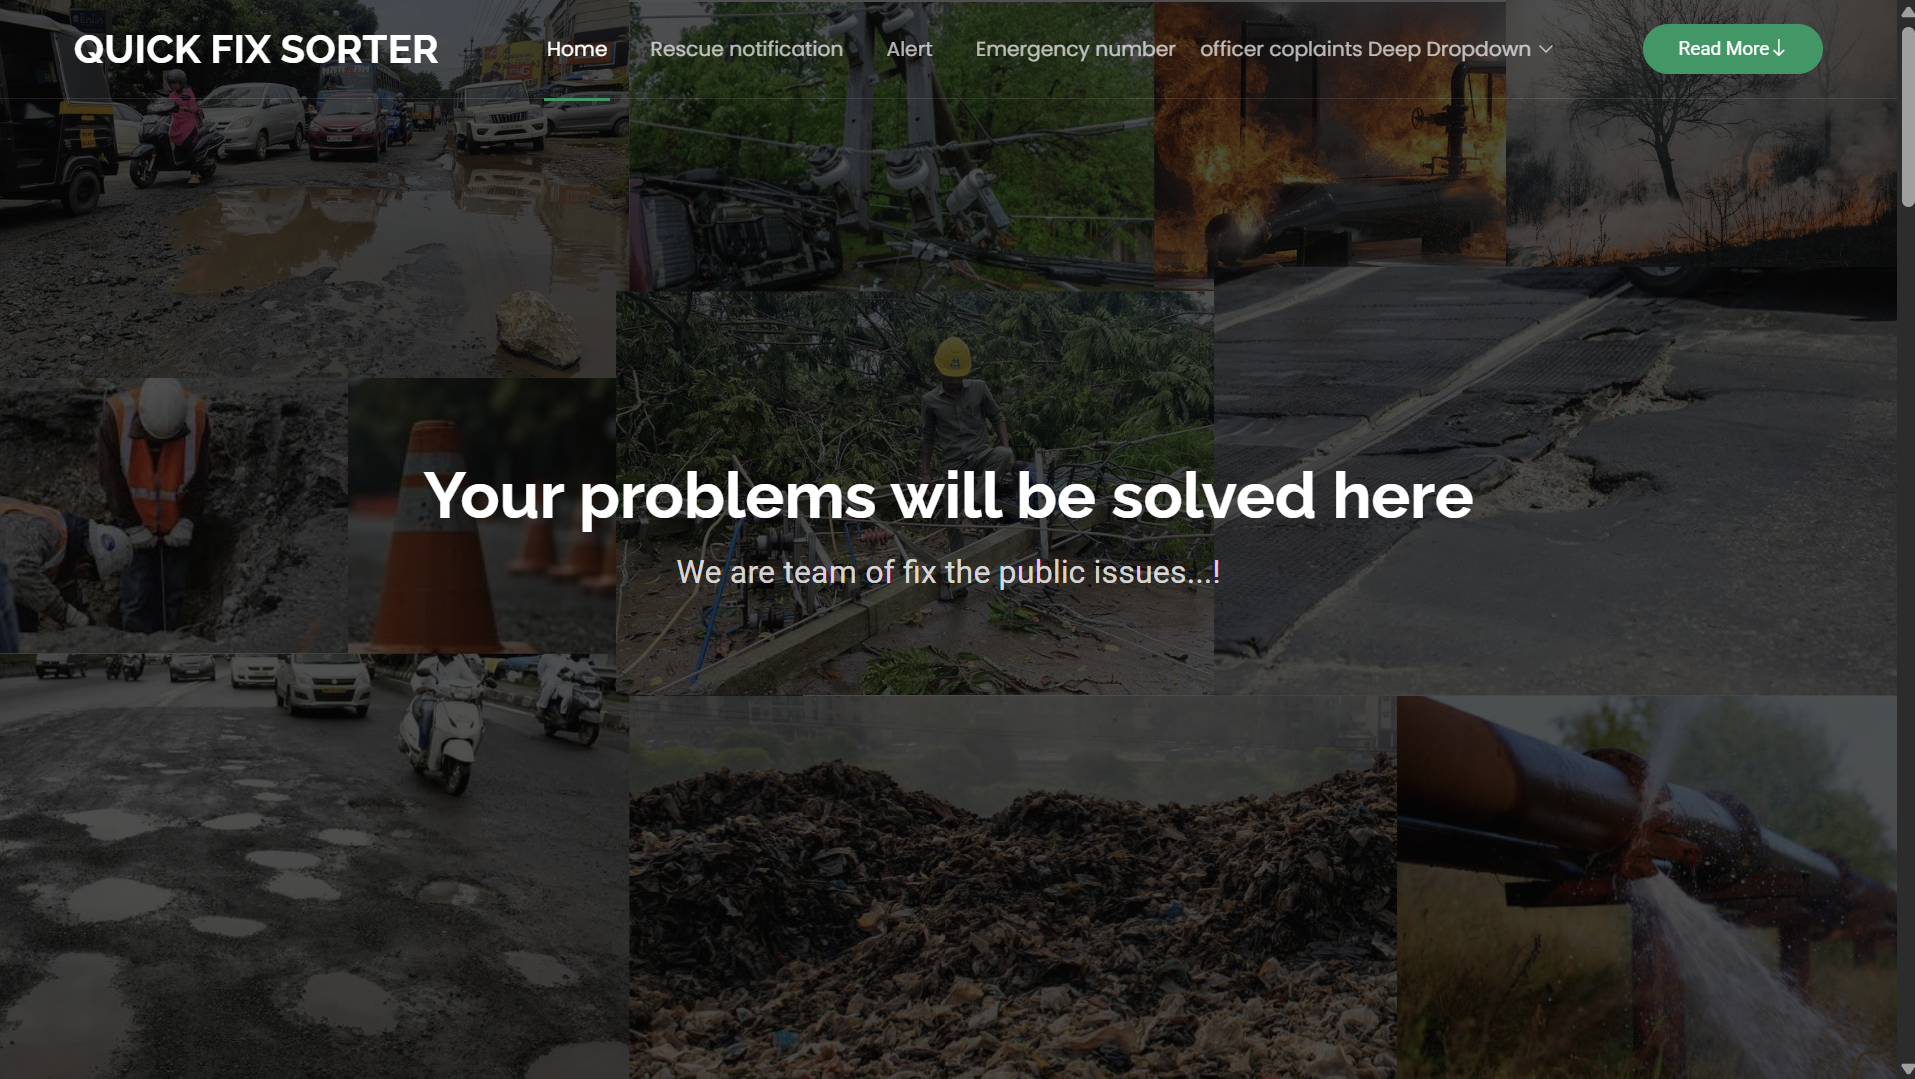 QUICK FIX SORTER
Home
Rescue notification
Alert
Emergency number
officer coplaints Deep Dropdown
Read More
Your problems will be solved here
We are team of fix the public issues...!